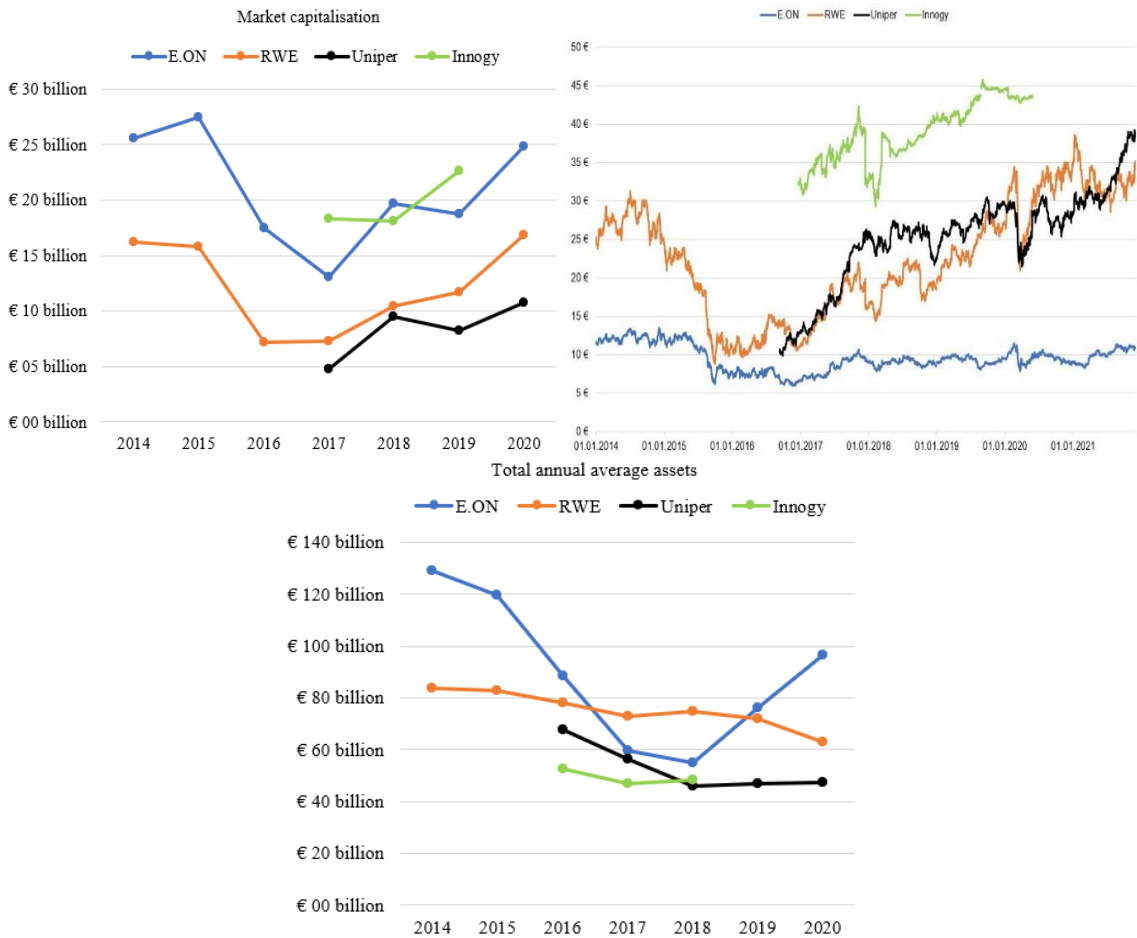 Market capitalisation
E.ON RWE Uniper Innogy
€ 30 billion
€ 25 billion
€ 20 billion
€ 15 billion
€ 10 billion
€ 05 billion
€ 00 billion
2014 2015 2016 2017 2018 2019 2020
E.ON RWE Uniper Innogy
50 €
45 €
40 €
35 €
30 €
25 €
20 €
15 €
10 €
5 €
0 €
01.01.2014 01.01.2015 01.01.2016 01.01.2017 01.01.2018 01.01.2019 01.01.2020 01.01.2021
Total annual average assets
E.ON RWE Uniper Innogy
€ 140 billion
€ 120 billion
€ 100 billion
€ 80 billion
€ 60 billion
€ 40 billion
€ 20 billion
€ 00 billion
2014 2015 2016 2017 2018 2019 2020